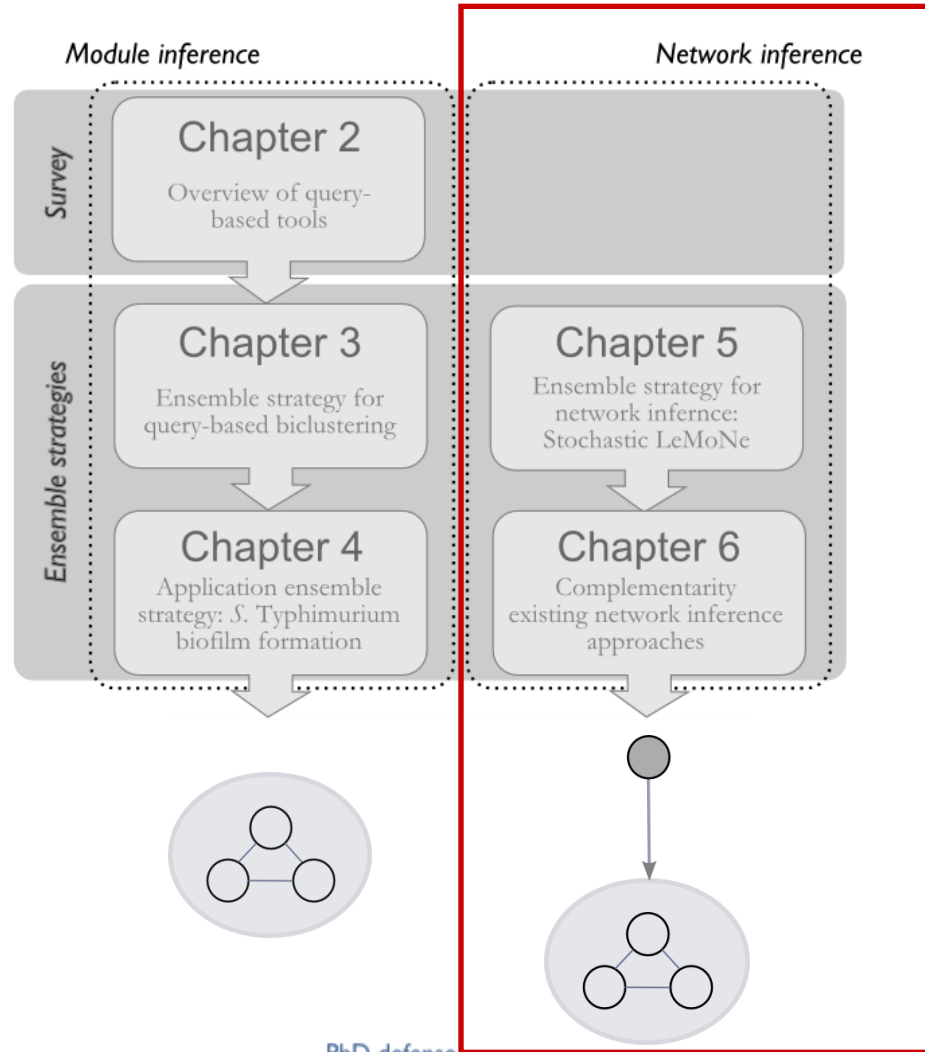 Module inference
Network inference
Survey
Chapter 2
Overview of query-
based tools
Ensemble strategies
Chapter 3
Ensemble strategy for
query-based biclustering
Chapter 4
Application ensemble
strategy: S. Typhimurium
biofilm formation
Chapter 5
Ensemble strategy for
network infernce:
Stochastic LeMoNe
Chapter 6
Complementarity
existing network inference
approaches
PhD defense